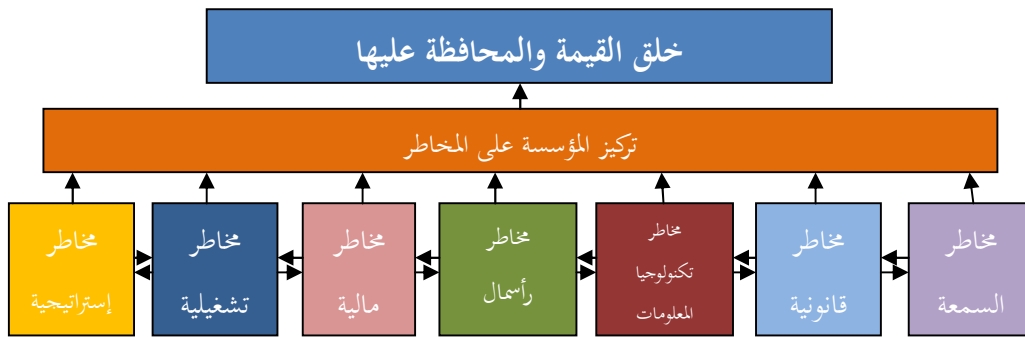 خلق القيمة والمحافظة عليها
تركيز المؤسسة على المخاطر
مخاطر
السمعة
مخاطر
قانونية
مخاطر
تكنولوجيا
المعلومات
مخاطر
رأسمال
مخاطر
مالية
مخاطر
تشغيلية
مخاطر
إستراتيجية